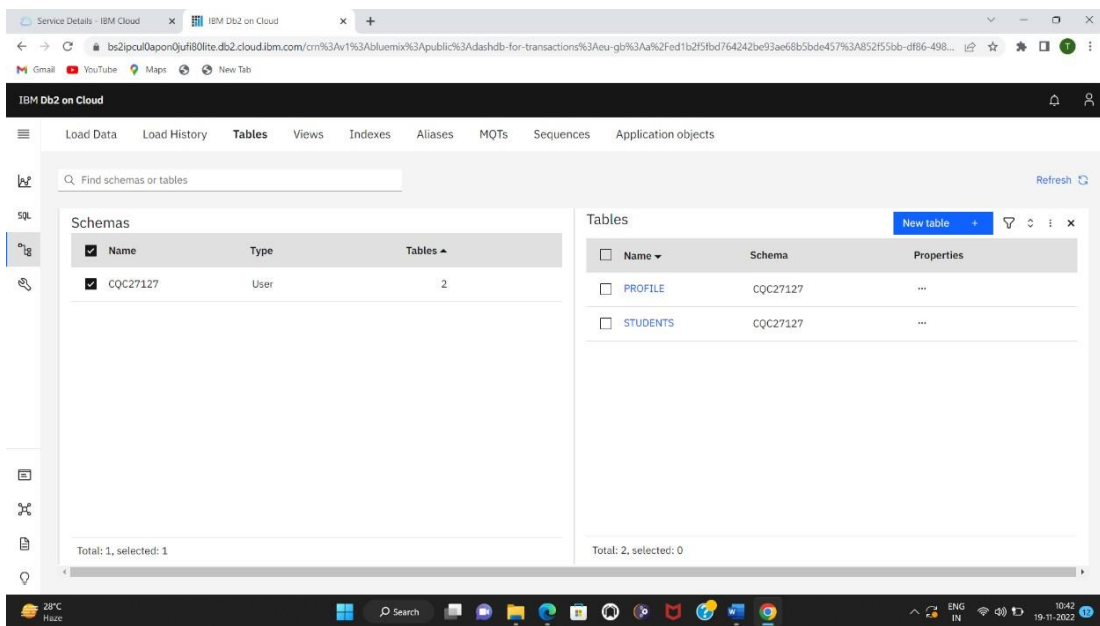 Service Details - IBM Cloud
IBM Db2 on Cloud
bs2ipcul0apon0jufi80lite.db2.cloud.ibm.com/crn%3Av1%3Abluemix%3Apublic%3Adashdb-for-transactions%3Aeu-gb%3Aa%2Fed1b2f5fbd764242be93ae68b5bde457%3A852f55bb-df86-498...
T
Gmail YouTube Maps New Tab
IBM Db2 on Cloud
Load Data Load History Tables Views Indexes Aliases MQTs Sequences Application objects
Find schemas or tables
Refresh
SQL
Schemas
Name Type Tables
CQC27127 User 2
Total: 1, selected: 1
Tables
New table +
Name Schema Properties
PROFILE CQC27127 ...
STUDENTS CQC27127 ...
Total: 2, selected: 0
28°C
Haze
Search
ENG
IN
10:42
19-11-2022
12